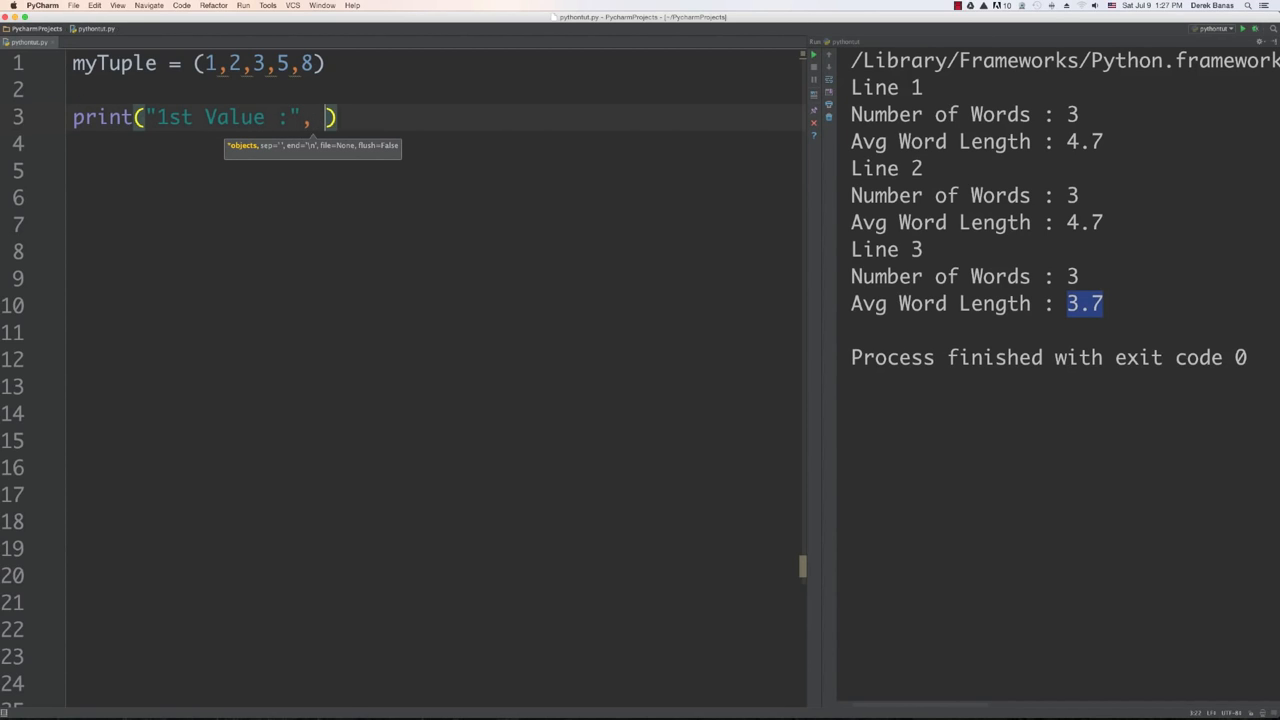 PyCharm File Edit View Navigate Code Refactor Run Tools VCS Window Help
10
Sat Jul 9 1:27 PM Derek Banas
pythontut.py - PycharmProjects - [~/PycharmProjects]
PycharmProjects pythontut.py
pythontut
pythontut.py
Run pythontut
1 myTuple = (1,2,3,5,8)
2
3 print("1st Value :", )
*objects, sep=' ', end='\n', file=None, flush=False
4
5
6
7
8
9
10
11
12
13
14
15
16
17
18
19
20
21
22
23
24
/Library/Frameworks/Python.framework
Line 1
Number of Words : 3
Avg Word Length : 4.7
Line 2
Number of Words : 3
Avg Word Length : 4.7
Line 3
Number of Words : 3
Avg Word Length : 3.7
Process finished with exit code 0
3:22 LF‡ UTF-8‡